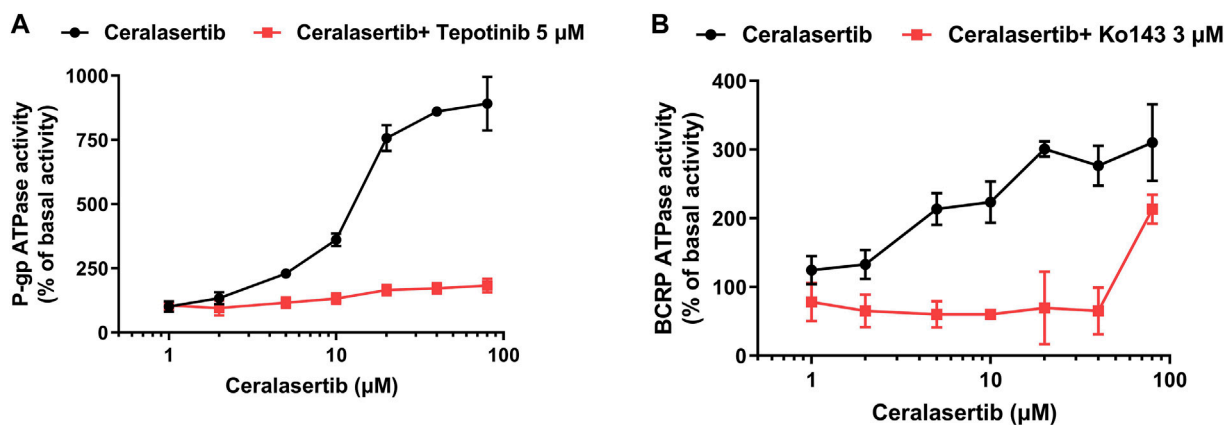 A
Ceralasertib
Ceralasertib+ Tepotinib 5 μM
P-gp ATPase activity
(% of basal activity)
1000
750
500
250
0
1
10
100
Ceralasertib (μM)
B
Ceralasertib
Ceralasertib+ Ko143 3 μM
BCRP ATPase activity
(% of basal activity)
400
300
200
100
0
1
10
100
Ceralasertib (μM)